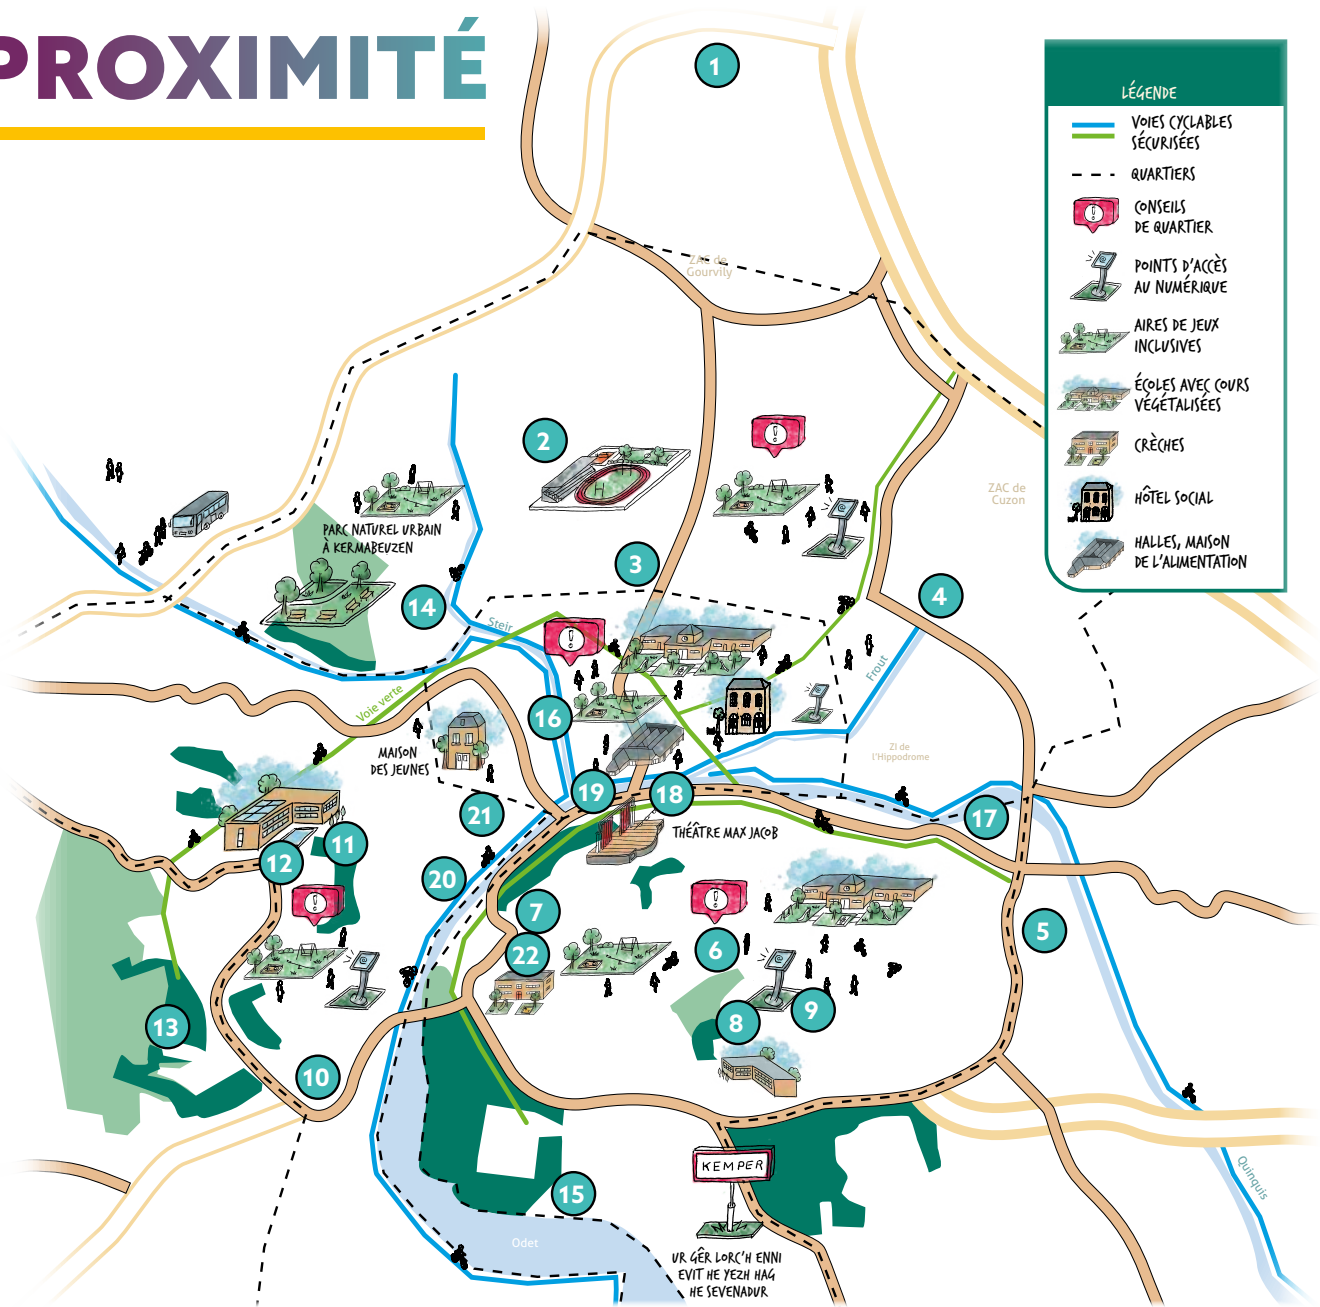 PROXIMITÉ
1
LÉGENDE
VOIES CYCLABLES
SÉCURISÉES
QUARTIERS
CONSEILS
DE QUARTIER
POINTS D'ACCÈS
AU NUMÉRIQUE
AIRES DE JEUX
INCLUSIVES
ÉCOLES AVEC COURS
VÉGÉTALISÉES
CRÈCHES
HÔTEL SOCIAL
HALLES, MAISON
DE L'ALIMENTATION
ZAC de
Gourvily
2
ZAC de
Cuzon
PARC NATUREL URBAIN
À KERMABEUZEN
3
4
14
Steir
Frout
Voie verte
16
MAISON
DES JEUNES
ZI de
l'Hippodrome
19
18
21
17
THÉÂTRE MAX JACOB
11
12
20
7
5
6
22
9
8
13
10
KEMPER
15
Quinquis
Odet
UR GÊR LORC'H ENNI
EVIT HE YEZH HAG
HE SEVENADUR